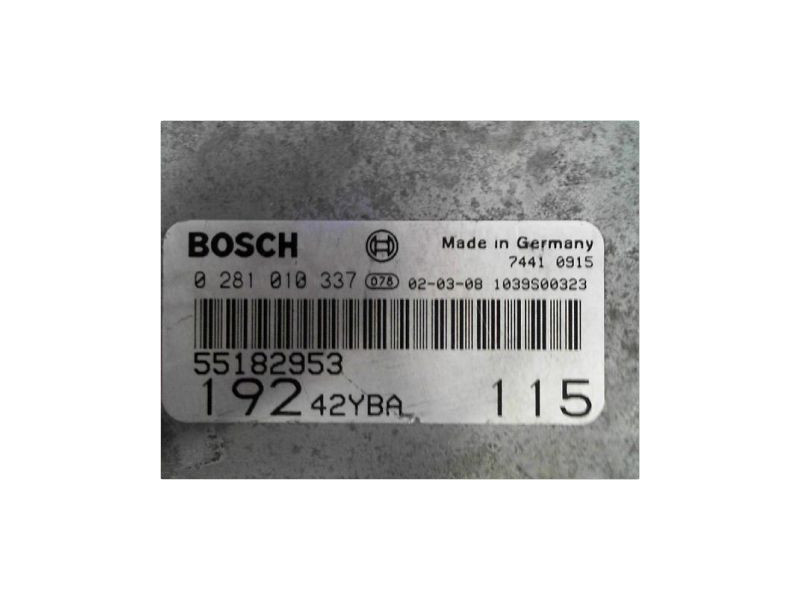 BOSCH Made in Germany
7441 0915
0 281 010 337 078 02-03-08 1039S00323
55182953
192 42YBA 115